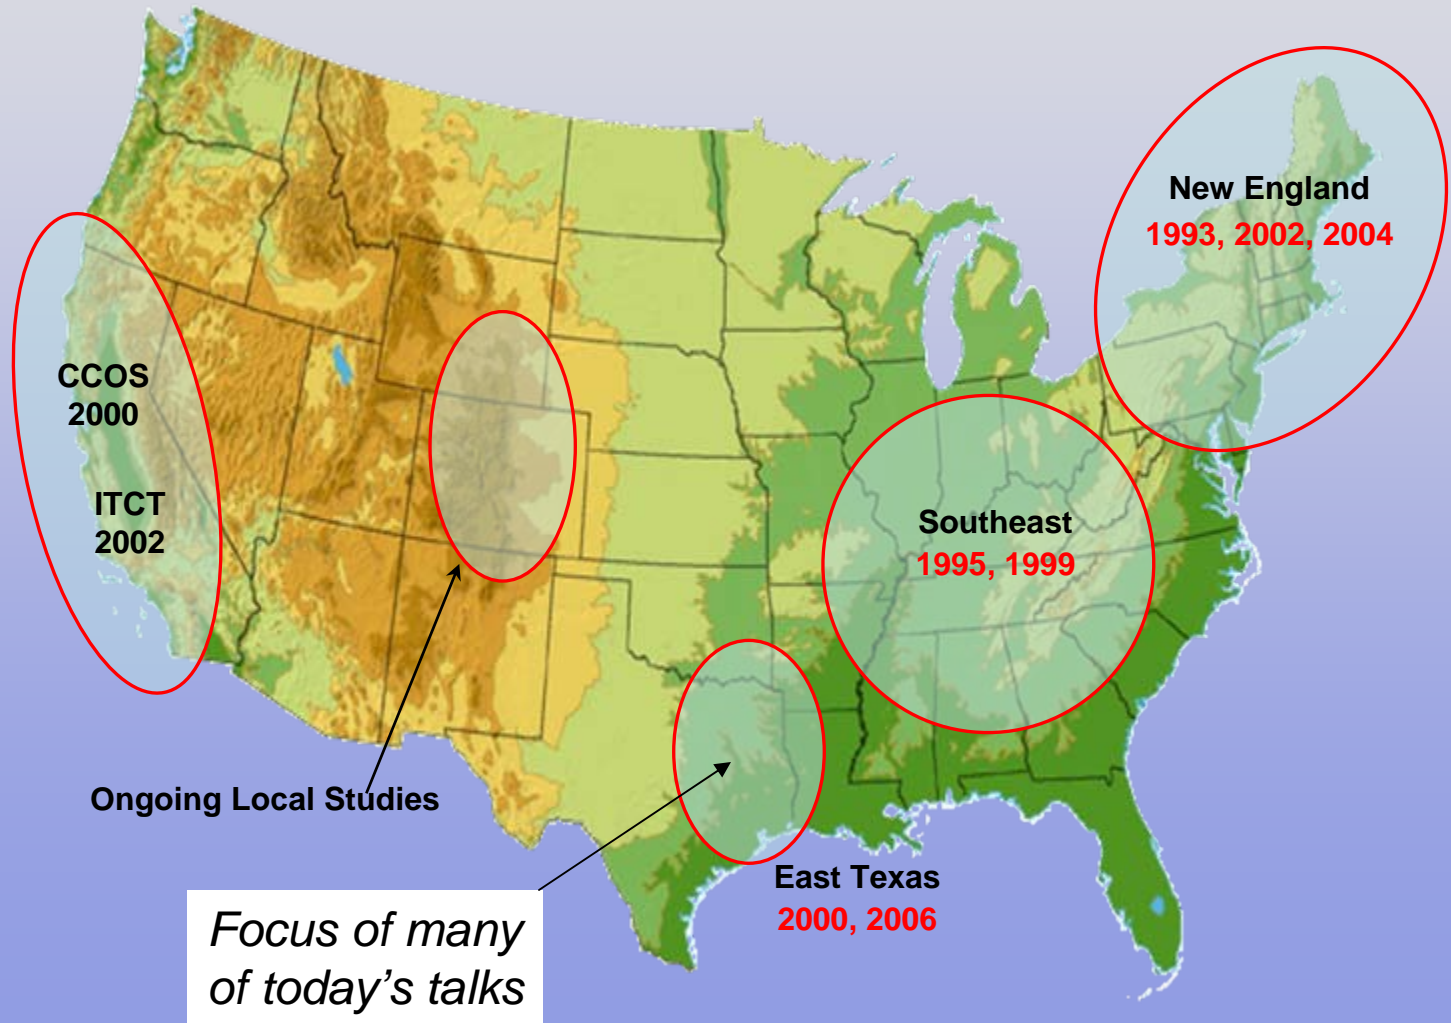 New England
1993, 2002, 2004
CCOS
2000
ITCT
2002
Southeast
1995, 1999
Ongoing Local Studies
East Texas
2000, 2006
Focus of many
of today’s talks